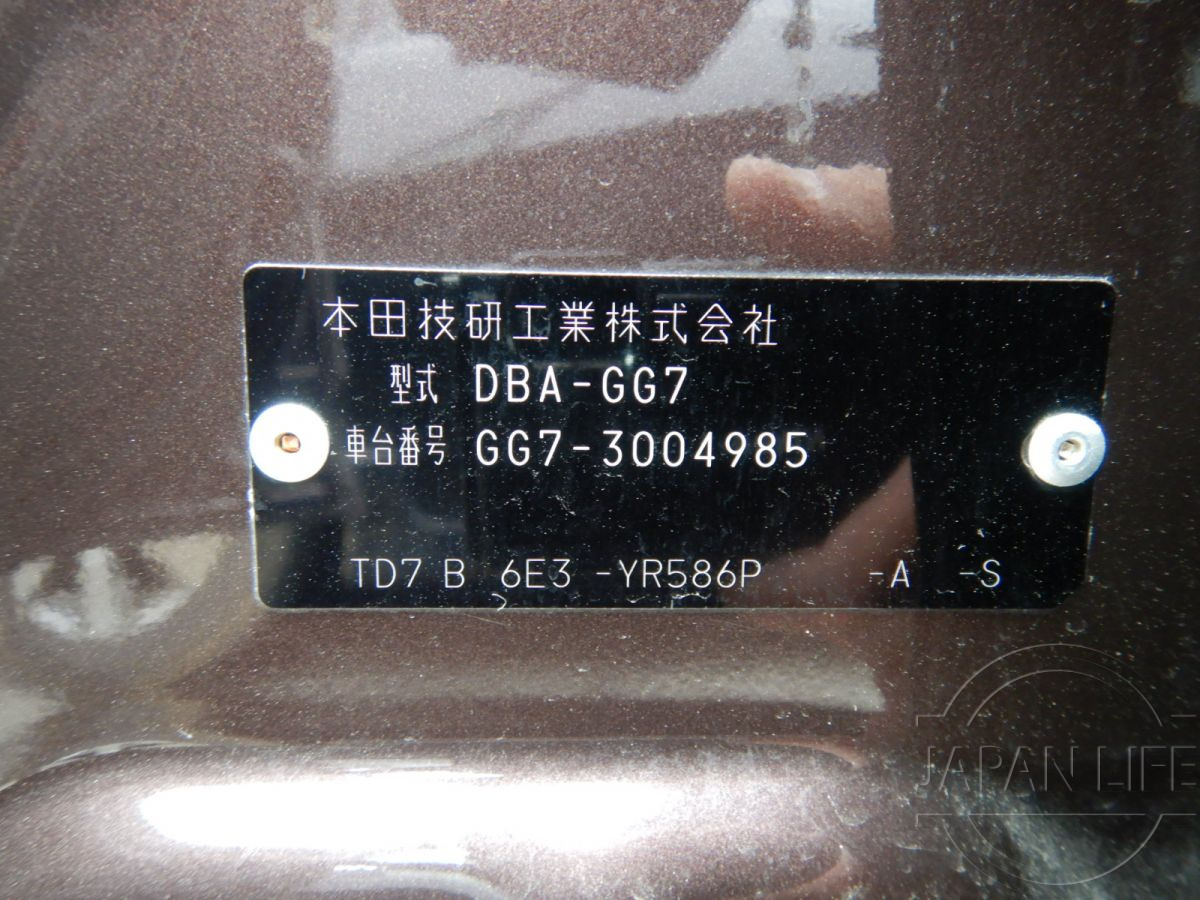 本田技研工業株式会社
型式 DBA-GG7
車台番号 GG7-3004985
TD7 B 6E3 -YR586P -A -S
JAPAN LIFE